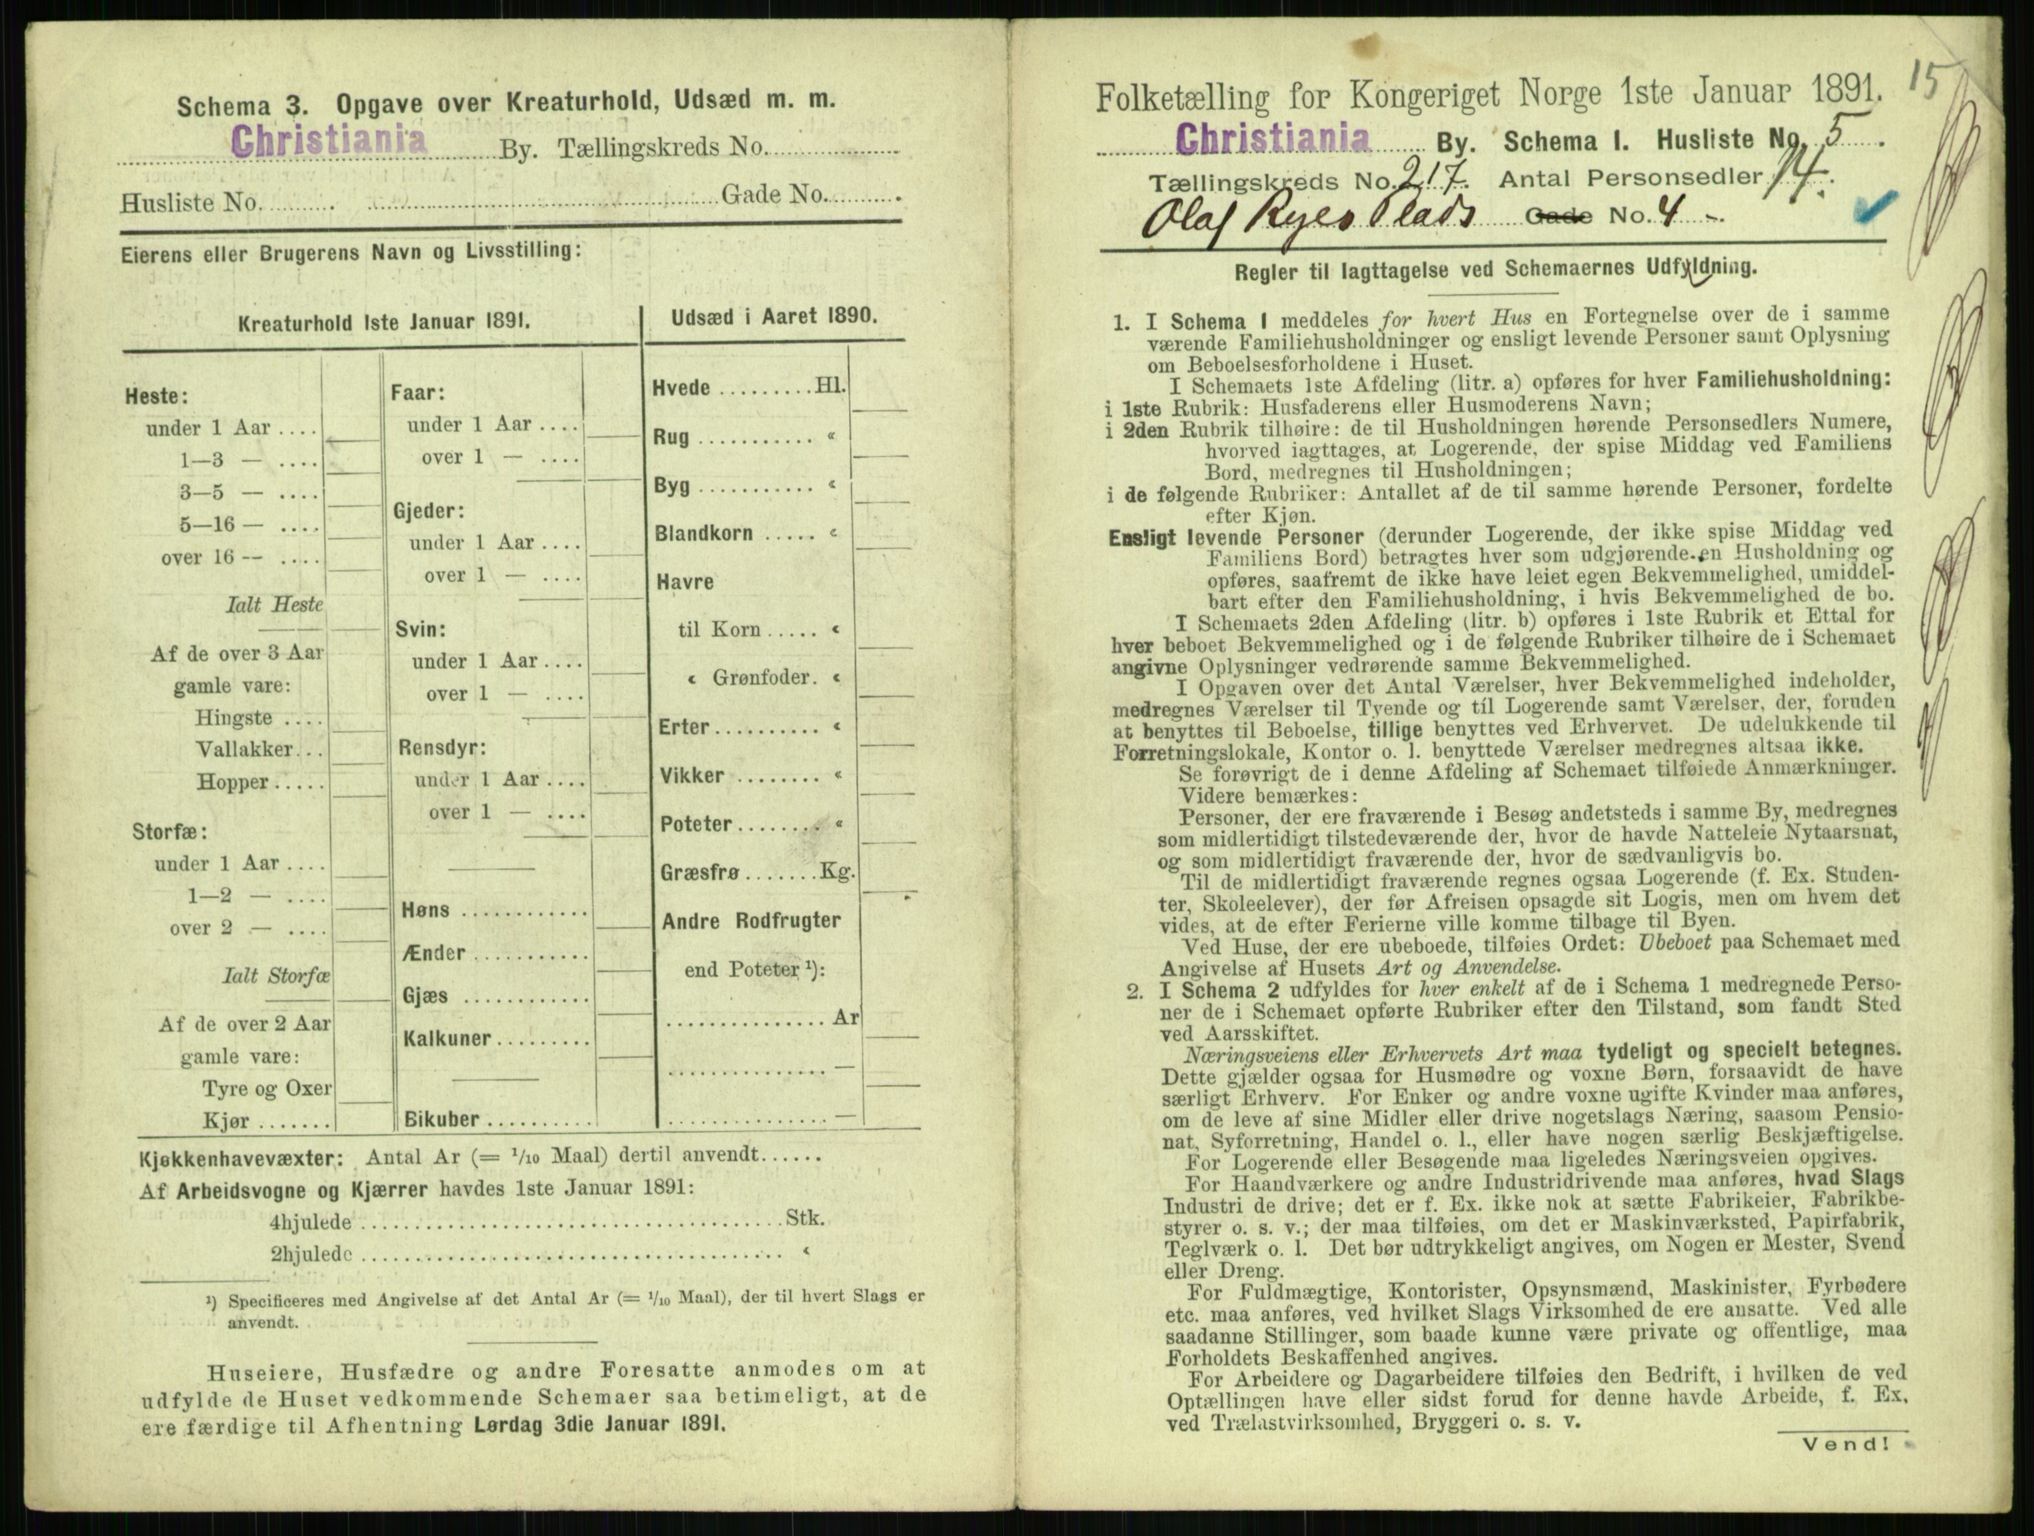 Schema 3. Opgave over Kreaturhold, Udsæd m. m.
Christiania By. Tællingskreds No.
Husliste No. Gade No.
Eierens eller Brugerens Navn og Livsstilling:
Kreaturhold 1ste Januar 1891.
Heste:
under 1 Aar ....
1—3 — ....
3—5 — ....
5—16 — ....
over 16 — ....
Ialt Heste
Af de over 3 Aar
gamle vare:
Hingste ....
Vallakker...
Hopper.....
Storfæ:
under 1 Aar ....
1—2 — ....
over 2 — ....
Ialt Storfæ
Af de over 2 Aar
gamle vare:
Tyre og Oxer
Kjør .......
Faar:
under 1 Aar ....
over 1 — ....
Gjeder:
under 1 Aar ....
over 1 — ....
Svin:
under 1 Aar ....
over 1 — ....
Rensdyr:
under 1 Aar ....
over 1 — ....
Høns ............
Ænder ...........
Gjæs ............
Kalkuner.........
Bikuber ..........
Udsæd i Aaret 1890.
Hvede .........Hl.
Rug ........... «
Byg ........... «
Blandkorn ..... «
Havre
til Korn..... «
« Grønfoder. «
Erter.......... «
Vikker ........ «
Poteter........ «
Græsfrø.......Kg.
Andre Rodfrugter
end Poteter ¹):
............... Ar
............... —
............... —
Kjøkkenhavevæxter: Antal Ar (= 1/10 Maal) dertil anvendt......
Af Arbeidsvogne og Kjærrer havdes 1ste Januar 1891:
4hjulede ........................................Stk.
2hjulede ........................................ «
¹) Specificeres med Angivelse af det Antal Ar (= 1/10 Maal), der til hvert Slags er
anvendt.
Huseiere, Husfædre og andre Foresatte anmodes om at
udfylde de Huset vedkommende Schemaer saa betimeligt, at de
ere færdige til Afhentning Lørdag 3die Januar 1891.
15
Folketælling for Kongeriget Norge 1ste Januar 1891.
Christiania By. Schema I. Husliste No. 5.
Tællingskreds No. 217. Antal Personsedler 14.
Olaf Ryes Plads Gade No. 4 -.
Regler til Iagttagelse ved Schemaernes Udfyldning.
1. I Schema 1 meddeles for hvert Hus en Fortegnelse over de i samme
værende Familiehusholdninger og ensligt levende Personer samt Oplysning
om Beboelsesforholdene i Huset.
I Schemaets 1ste Afdeling (litr. a) opføres for hver Familiehusholdning:
i 1ste Rubrik: Husfaderens eller Husmoderens Navn;
i 2den Rubrik tilhøire: de til Husholdningen hørende Personsedlers Numere,
hvorved iagttages, at Logerende, der spise Middag ved Familiens
Bord, medregnes til Husholdningen;
i de følgende Rubriker: Antallet af de til samme hørende Personer, fordelte
efter Kjøn.
Ensligt levende Personer (derunder Logerende, der ikke spise Middag ved
Familiens Bord) betragtes hver som udgjørende en Husholdning og
opføres, saafremt de ikke have leiet egen Bekvemmelighed, umiddel-
bart efter den Familiehusholdning, i hvis Bekvemmelighed de bo.
I Schemaets 2den Afdeling (litr. b) opføres i 1ste Rubrik et Ettal for
hver beboet Bekvemmelighed og i de følgende Rubriker tilhøire de i Schemaet
angivne Oplysninger vedrørende samme Bekvemmelighed.
I Opgaven over det Antal Værelser, hver Bekvemmelighed indeholder,
medregnes Værelser til Tyende og til Logerende samt Værelser, der, foruden
at benyttes til Beboelse, tillige benyttes ved Erhvervet. De udelukkende til
Forretningslokale, Kontor o. l. benyttede Værelser medregnes altsaa ikke.
Se forøvrigt de i denne Afdeling af Schemaet tilføiede Anmærkninger.
Videre bemærkes:
Personer, der ere fraværende i Besøg andetsteds i samme By, medregnes
som midlertidigt tilstedeværende der, hvor de havde Natteleie Nytaarsnat,
og som midlertidigt fraværende der, hvor de sædvanligvis bo.
Til de midlertidigt fraværende regnes ogsaa Logerende (f. Ex. Studen-
ter, Skoleelever), der før Afreisen opsagde sit Logis, men om hvem det
vides, at de efter Ferierne ville komme tilbage til Byen.
Ved Huse, der ere ubeboede, tilføies Ordet: Ubeboet paa Schemaet med
Angivelse af Husets Art og Anvendelse.
2. I Schema 2 udfyldes for hver enkelt af de i Schema 1 medregnede Perso-
ner de i Schemaet opførte Rubriker efter den Tilstand, som fandt Sted
ved Aarsskiftet.
Næringsveiens eller Erhvervets Art maa tydeligt og specielt betegnes.
Dette gjælder ogsaa for Husmødre og voxne Børn, forsaavidt de have
særligt Erhverv. For Enker og andre voxne ugifte Kvinder maa anføres,
om de leve af sine Midler eller drive nogetslags Næring, saasom Pensio-
nat, Syforretning, Handel o. l., eller have nogen særlig Beskjæftigelse.
For Logerende eller Besøgende maa ligeledes Næringsveien opgives.
For Haandværkere og andre Industridrivende maa anføres, hvad Slags
Industri de drive; det er f. Ex. ikke nok at sætte Fabrikeier, Fabrikbe-
styrer o. s. v.; der maa tilføies, om det er Maskinværksted, Papirfabrik,
Teglværk o. l. Det bør udtrykkeligt angives, om Nogen er Mester, Svend
eller Dreng.
For Fuldmægtige, Kontorister, Opsynsmænd, Maskinister, Fyrbødere
etc. maa anføres, ved hvilket Slags Virksomhed de ere ansatte. Ved alle
saadanne Stillinger, som baade kunne være private og offentlige, maa
Forholdets Beskaffenhed angives.
For Arbeidere og Dagarbeidere tilføies den Bedrift, i hvilken de ved
Optællingen have eller sidst forud for denne havde Arbeide, f. Ex.
ved Trælastvirksomhed, Bryggeri o. s. v.
Vend!